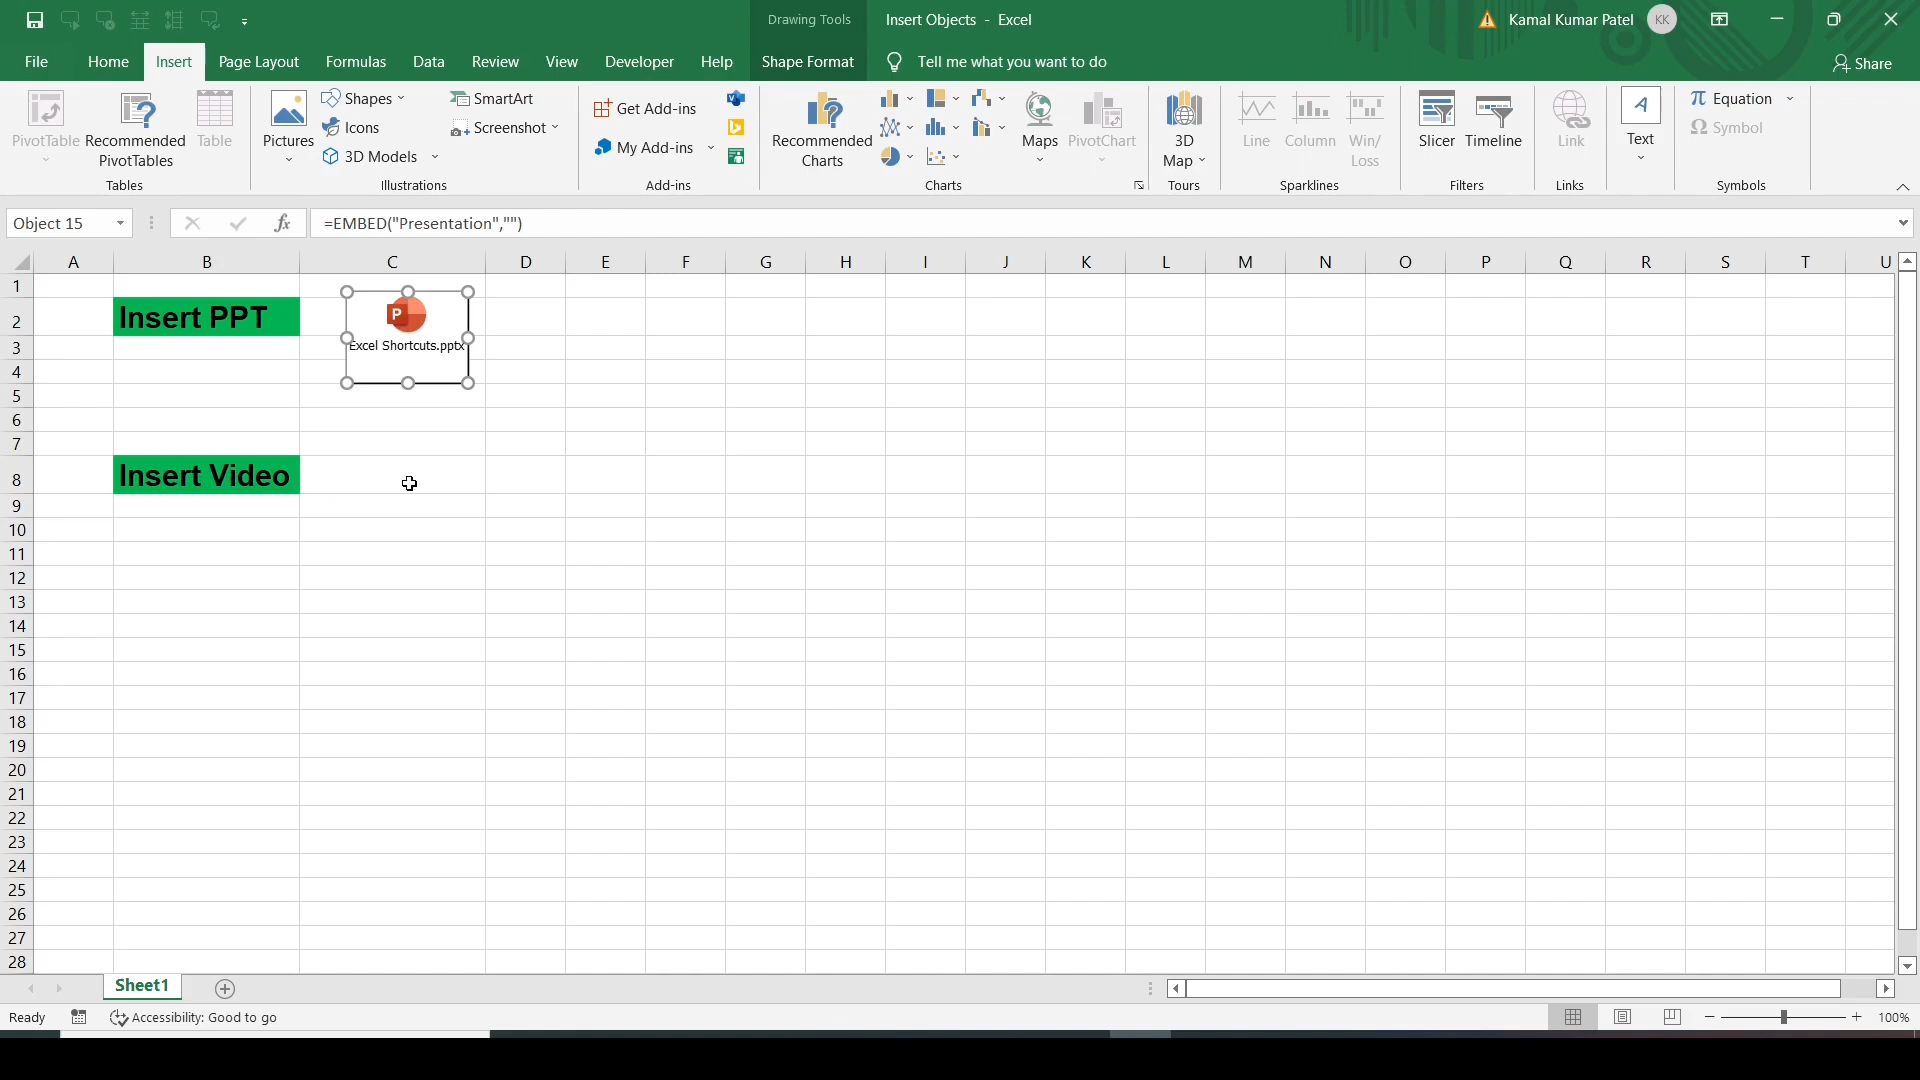 Drawing Tools
Insert Objects - Excel
Kamal Kumar Patel KK
File Home Insert Page Layout Formulas Data Review View Developer Help Shape Format Tell me what you want to do Share
PivotTable
Recommended
PivotTables
Table
Tables
Pictures
Shapes
Icons
3D Models
SmartArt
Screenshot
Illustrations
Get Add-ins
My Add-ins
Add-ins
Recommended
Charts
Maps
PivotChart
Charts
3D
Map
Tours
Line
Column
Win/
Loss
Sparklines
Slicer
Timeline
Filters
Link
Links
A
Text
π Equation
Ω Symbol
Symbols
Object 15 fx =EMBED("Presentation","")
A B C D E F G H I J K L M N O P Q R S T U
1
2 Insert PPT
P
Excel Shortcuts.pptx
3
4
5
6
7
8 Insert Video
9
10
11
12
13
14
15
16
17
18
19
20
21
22
23
24
25
26
27
28
Sheet1
Ready Accessibility: Good to go 100%